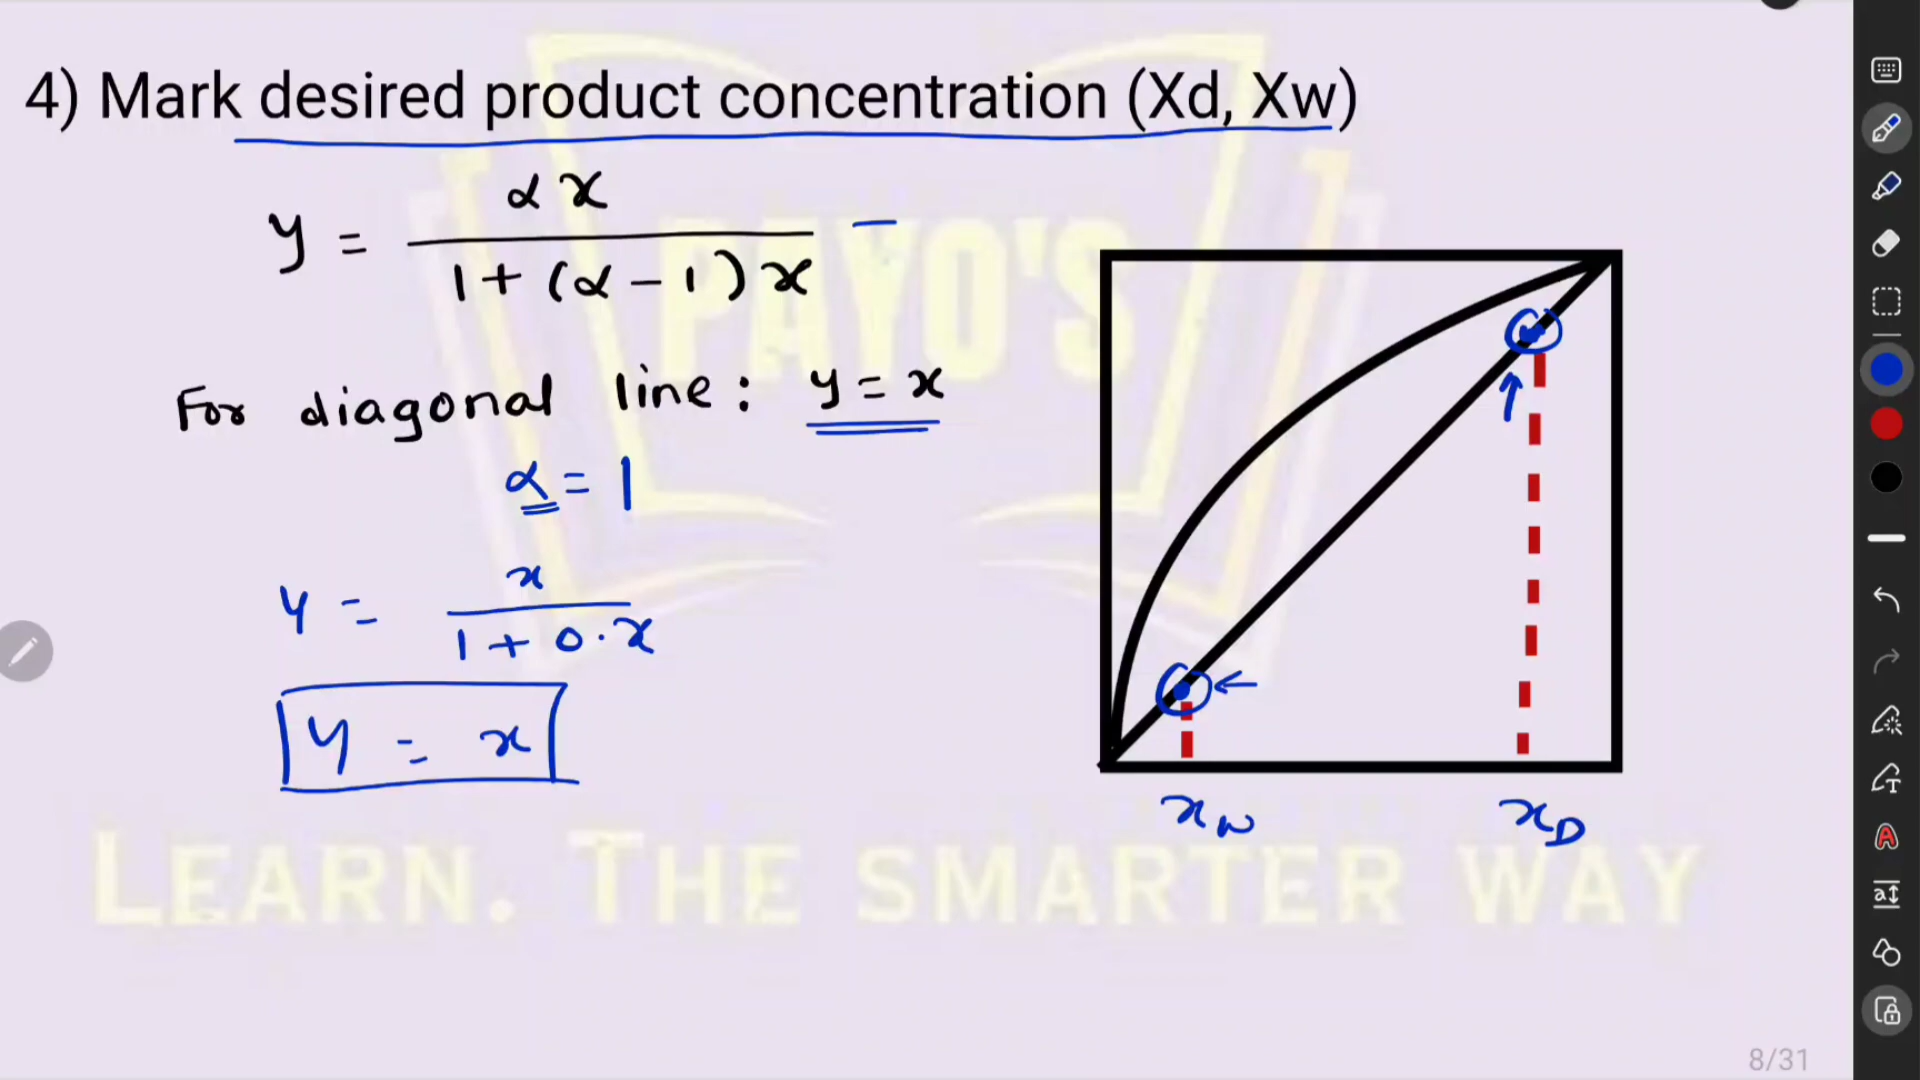 4) Mark desired product concentration (Xd, Xw)
y = αx / 1 + (α - 1) x
For diagonal line : y = x
α = 1
y = x / 1 + 0.x
y = x
xw xD
PAYO'S
LEARN. THE SMARTER WAY
8/31